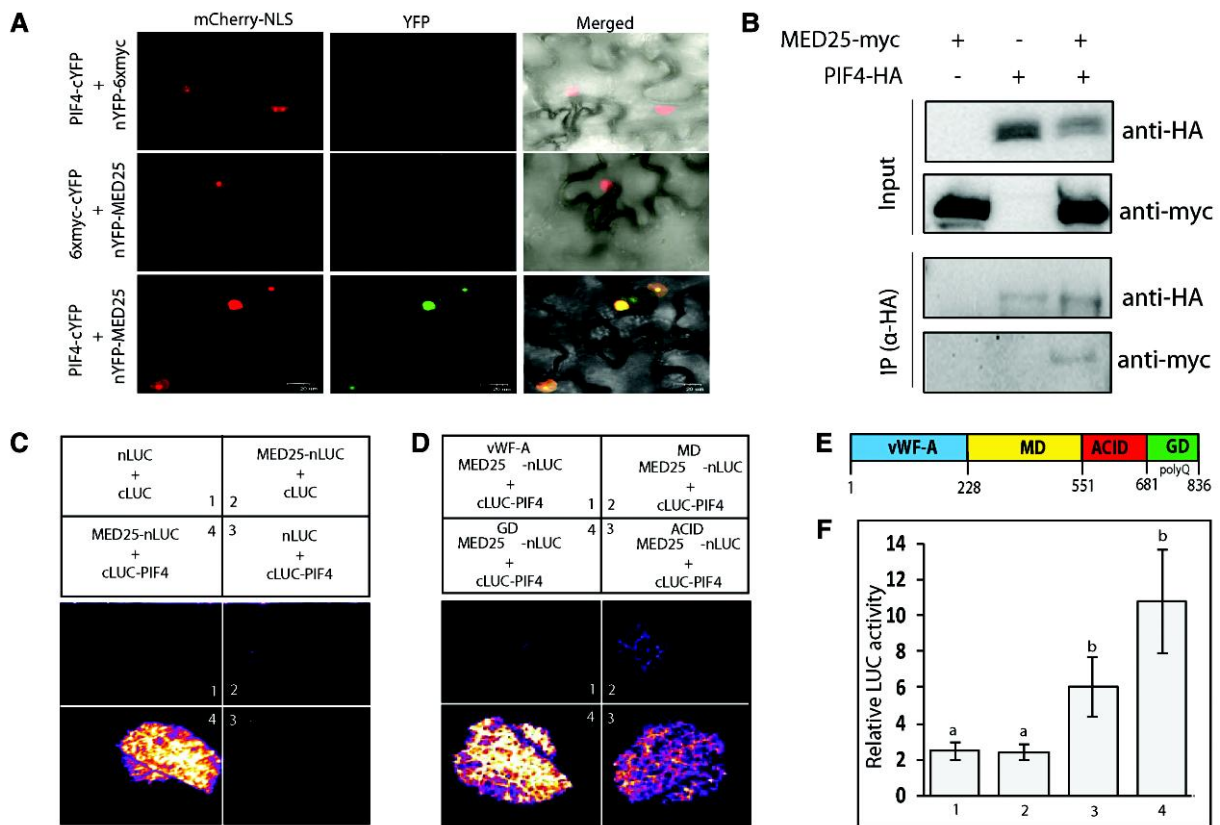 A
mCherry-NLS YFP Merged
PIF4-cYFP
+
nYFP-6xmyc
6xmyc-cYFP
+
nYFP-MED25
PIF4-cYFP
+
nYFP-MED25
B
MED25-myc + - +
PIF4-HA - + +
Input
anti-HA
anti-myc
IP (α-HA)
anti-HA
anti-myc
C
nLUC
+
cLUC
1
MED25-nLUC
+
cLUC
2
MED25-nLUC
+
cLUC-PIF4
4
nLUC
+
cLUC-PIF4
3
1 2
4 3
D
vWF-A
MED25 -nLUC
+
cLUC-PIF4
1
MD
MED25 -nLUC
+
cLUC-PIF4
2
GD
MED25 -nLUC
+
cLUC-PIF4
4
ACID
MED25 -nLUC
+
cLUC-PIF4
3
1 2
4 3
E
vWF-A MD ACID GD
polyQ
1 228 551 681 836
F
Relative LUC activity
14
12
10
8
6
4
2
0
a a b b
1 2 3 4